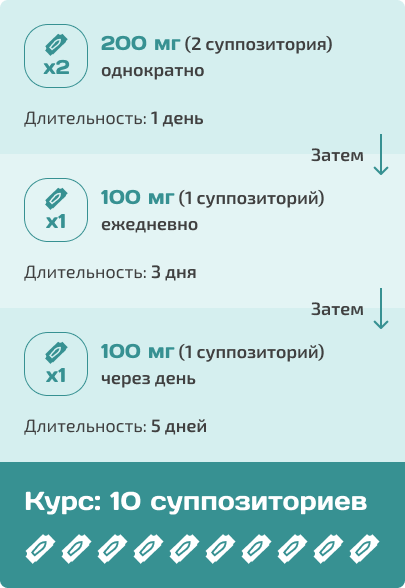 x2
200 мг (2 суппозитория)
однократно
Длительность: 1 день
Затем
x1
100 мг (1 суппозиторий)
ежедневно
Длительность: 3 дня
Затем
x1
100 мг (1 суппозиторий)
через день
Длительность: 5 дней
Курс: 10 суппозиториев